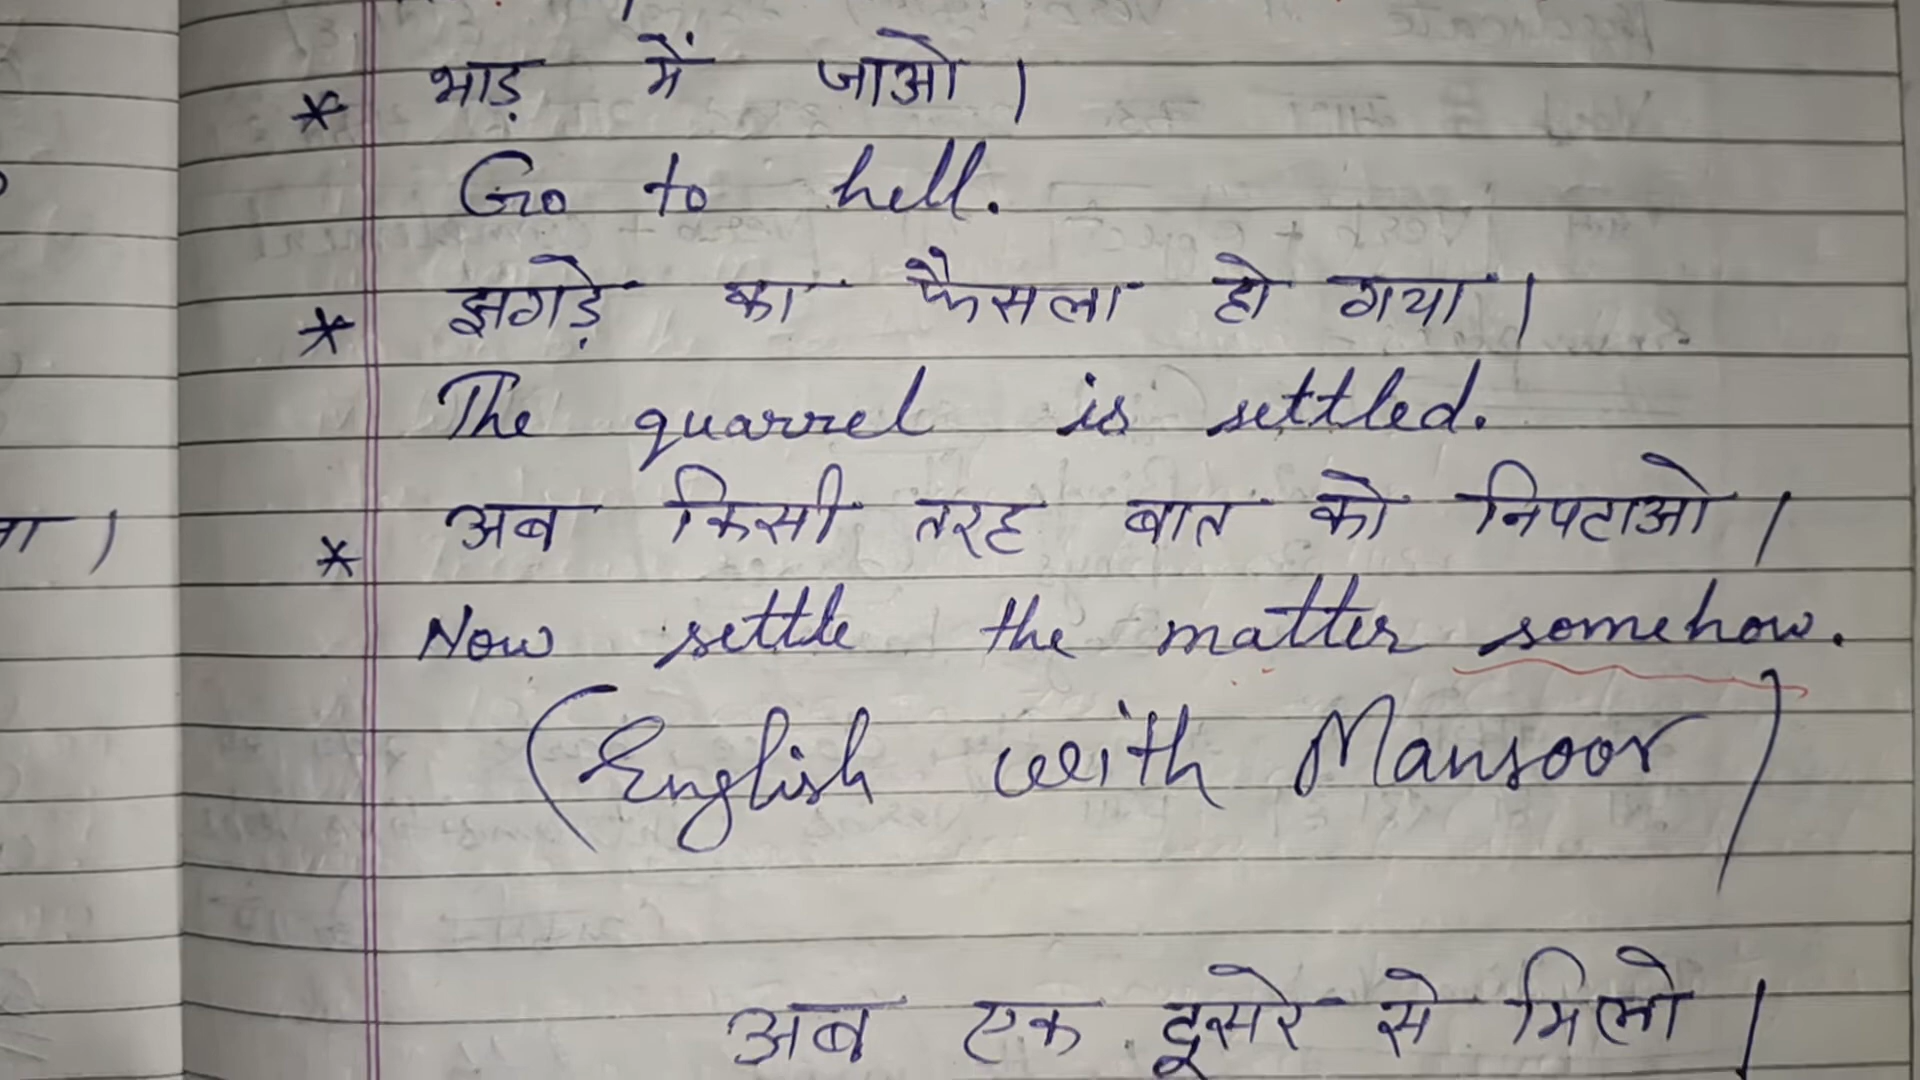 भाड़ में जाओ।
Go to hell.
झगड़े का फैसला हो गया।
The quarrel is settled.
अब किसी तरह बात को निपटाओ।
Now settle the matter somehow.
(English with Mansoor)
अब एक दूसरे से मिलो।